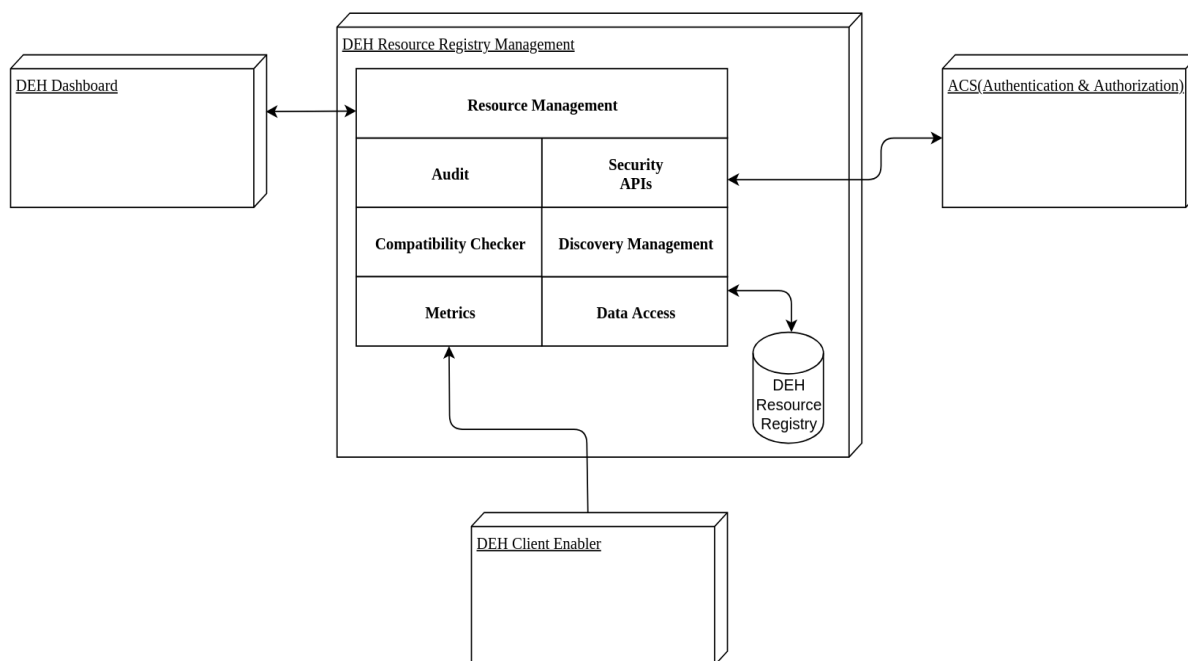 DEH Resource Registry Management
DEH Dashboard
ACS(Authentication & Authorization)
Resource Management
Audit
Security
APIs
Compatibility Checker
Discovery Management
Metrics
Data Access
DEH
Resource
Registry
DEH Client Enabler